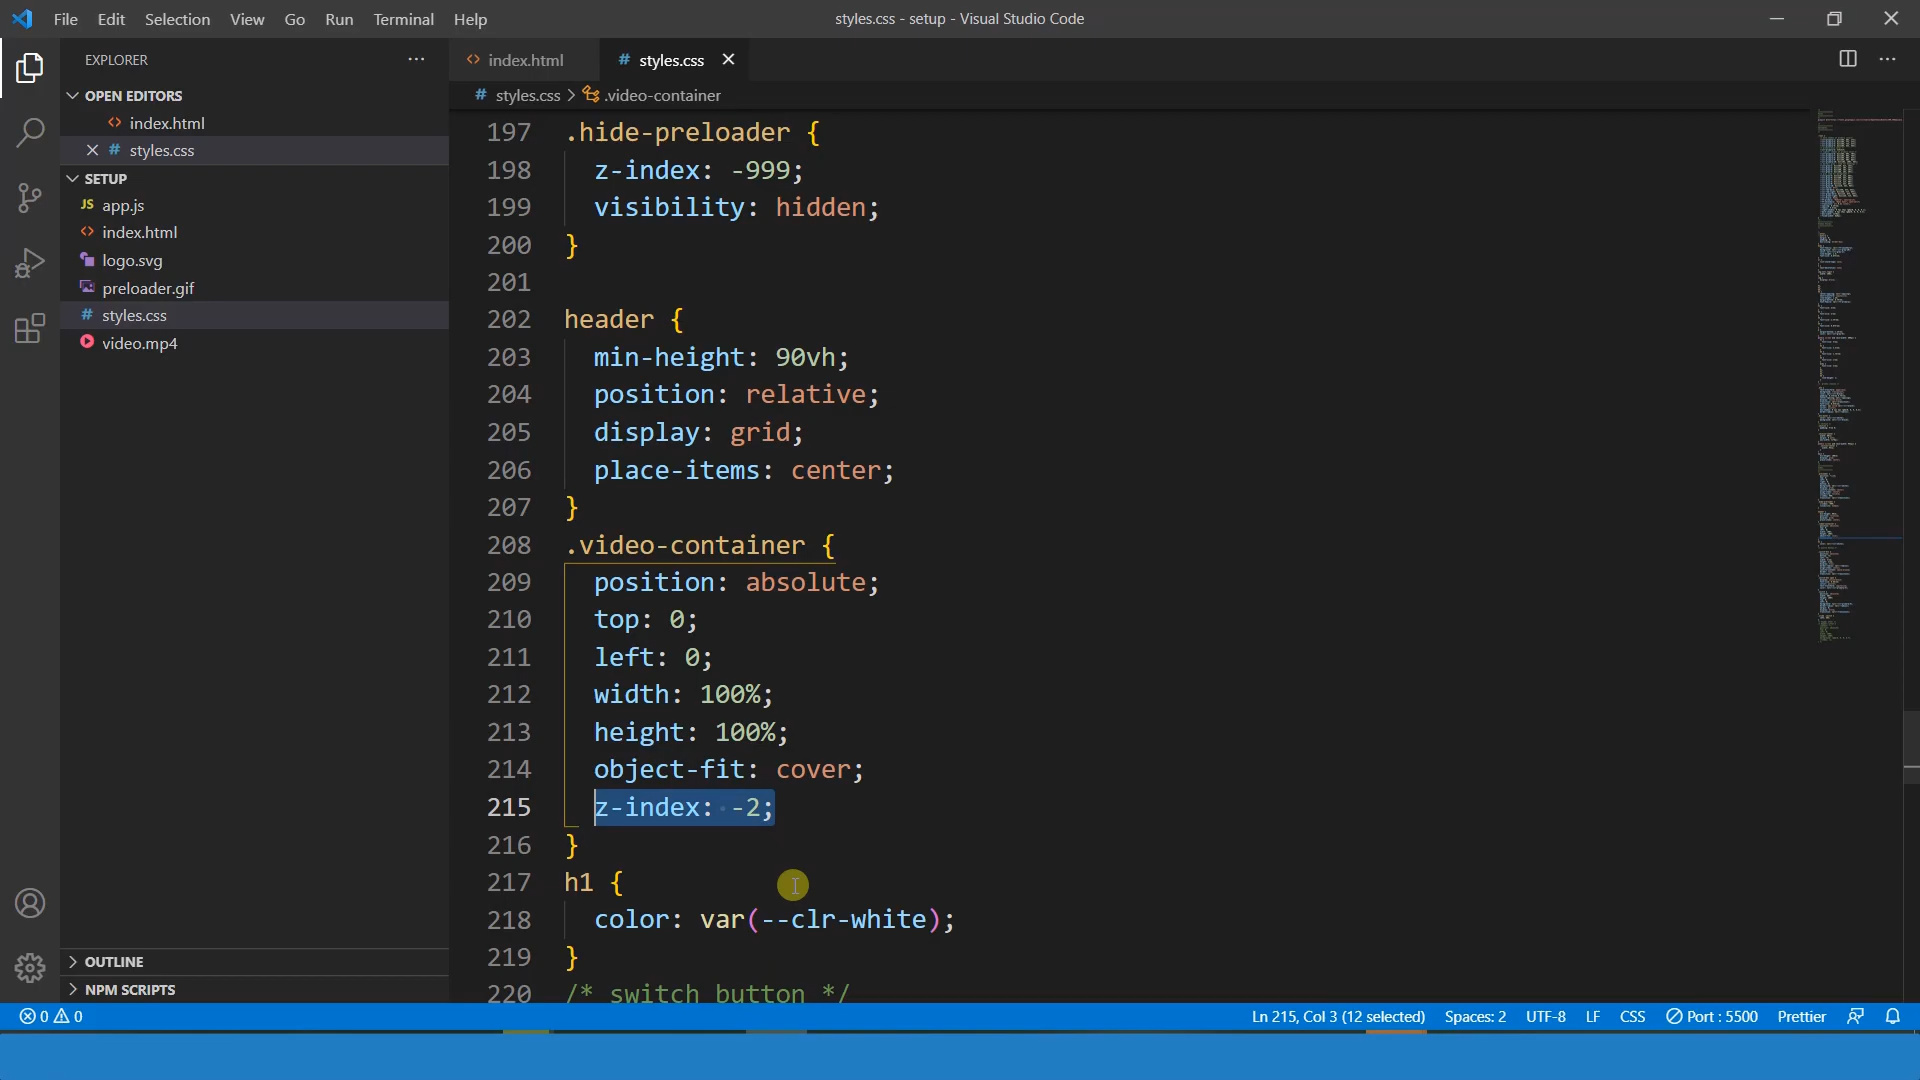 File Edit Selection View Go Run Terminal Help
styles.css - setup - Visual Studio Code
EXPLORER
OPEN EDITORS
index.html
styles.css
SETUP
app.js
index.html
logo.svg
preloader.gif
styles.css
video.mp4
OUTLINE
NPM SCRIPTS
index.html
styles.css
styles.css > .video-container
197 .hide-preloader {
198 z-index: -999;
199 visibility: hidden;
200 }
201
202 header {
203 min-height: 90vh;
204 position: relative;
205 display: grid;
206 place-items: center;
207 }
208 .video-container {
209 position: absolute;
210 top: 0;
211 left: 0;
212 width: 100%;
213 height: 100%;
214 object-fit: cover;
215 z-index: -2;
216 }
217 h1 {
218 color: var(--clr-white);
219 }
220 /* switch button */
0 0 Ln 215, Col 3 (12 selected) Spaces: 2 UTF-8 LF CSS Port : 5500 Prettier